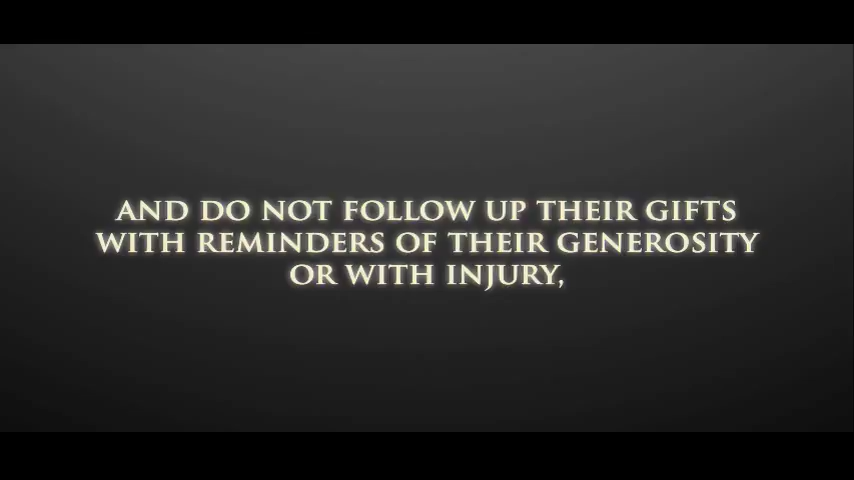 AND DO NOT FOLLOW UP THEIR GIFTS
WITH REMINDERS OF THEIR GENEROSITY
OR WITH INJURY,